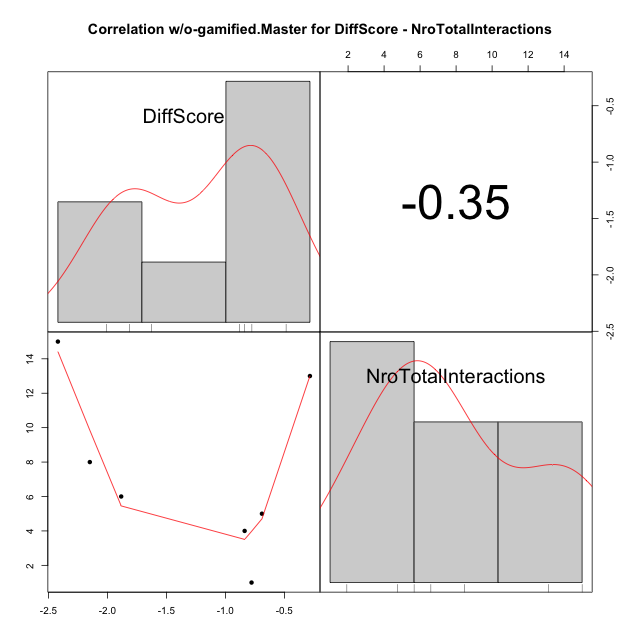 Correlation w/o-gamified.Master for DiffScore - NroTotalInteractions
2 4 6 8 10 12 14
DiffScore
-0.35
-0.5
-1.0
-1.5
-2.0
-2.5
NroTotalInteractions
14
12
10
8
6
4
2
-2.5 -2.0 -1.5 -1.0 -0.5